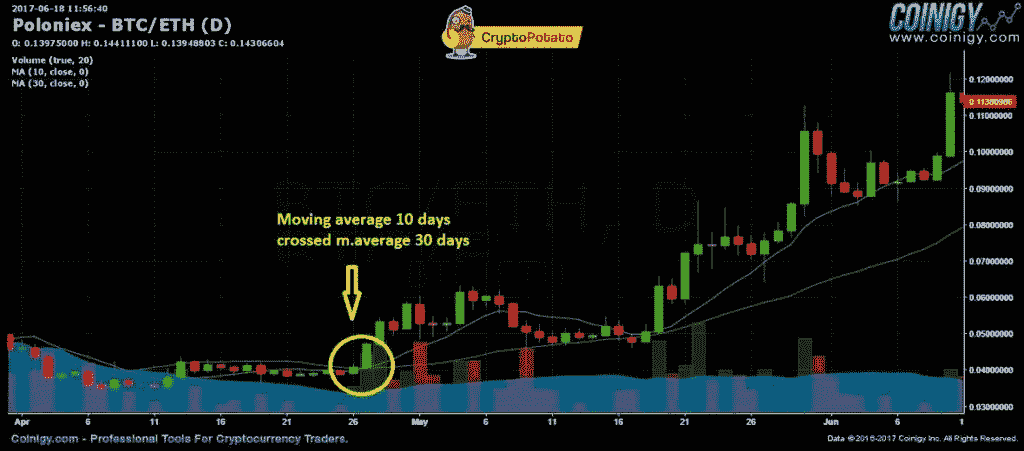 2017-06-18 11:56:40
Poloniex - BTC/ETH (D)
O: 0.13975000 H: 0.14411100 L: 0.13948803 C: 0.14306604
Volume (true, 20)
MA (10, close, 0)
MA (30, close, 0)
CryptoPotato
COINIGY
www.coinigy.com
0.12000000
0.11380986
0.11000000
0.10000000
0.09000000
0.08000000
0.07000000
0.06000000
0.05000000
0.04000000
0.03000000
Moving average 10 days
crossed m.average 30 days
Apr 6 11 16 21 26 May 6 11 16 21 26 Jun 6 1
Coinigy.com - Professional Tools For Cryptocurrency Traders.
Data © 2016-2017 Coinigy Inc. All Rights Reserved.